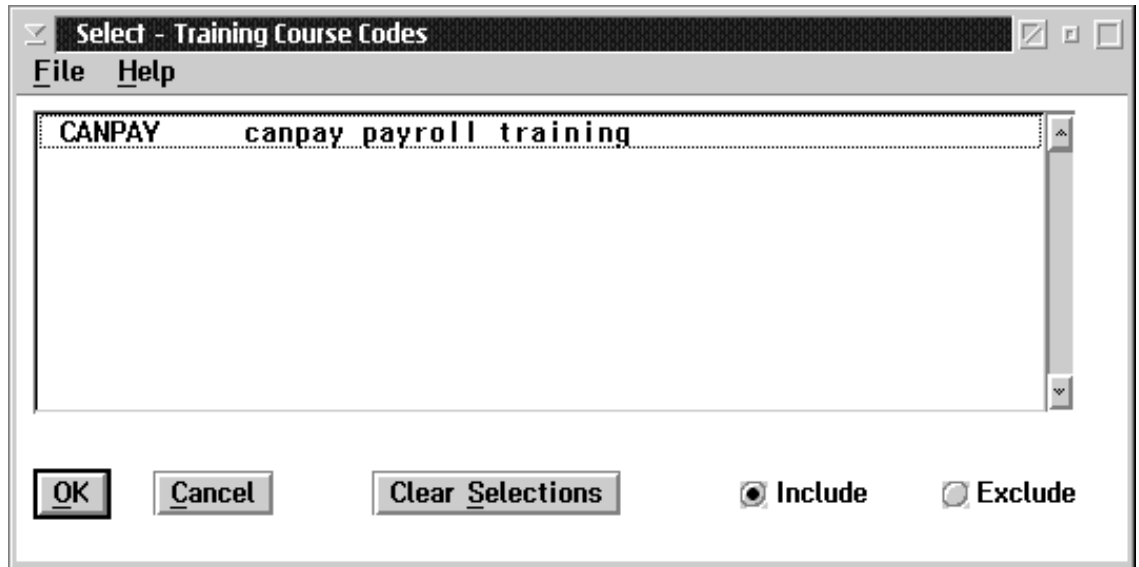 Select - Training Course Codes
File Help
CANPAY canpay payroll training
OK Cancel Clear Selections Include Exclude